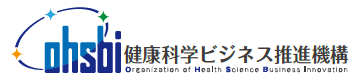 ohsbi 健康科学ビジネス推進機構
Organization of Health Science Business Innovation